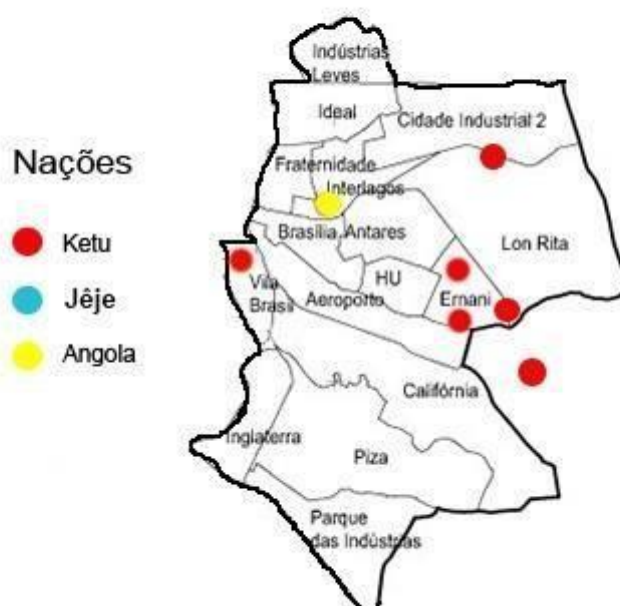 Nações
Ketu
Jêje
Angola
Indústrias
Leves
Ideal
Cidade Industrial 2
Fraternidade
Interlagos
Brasília
Antares
Lon Rita
Vila
Brasil
Aeroporto
HU
Ernani
Califórnia
Inglaterra
Piza
Parque
das Indústrias